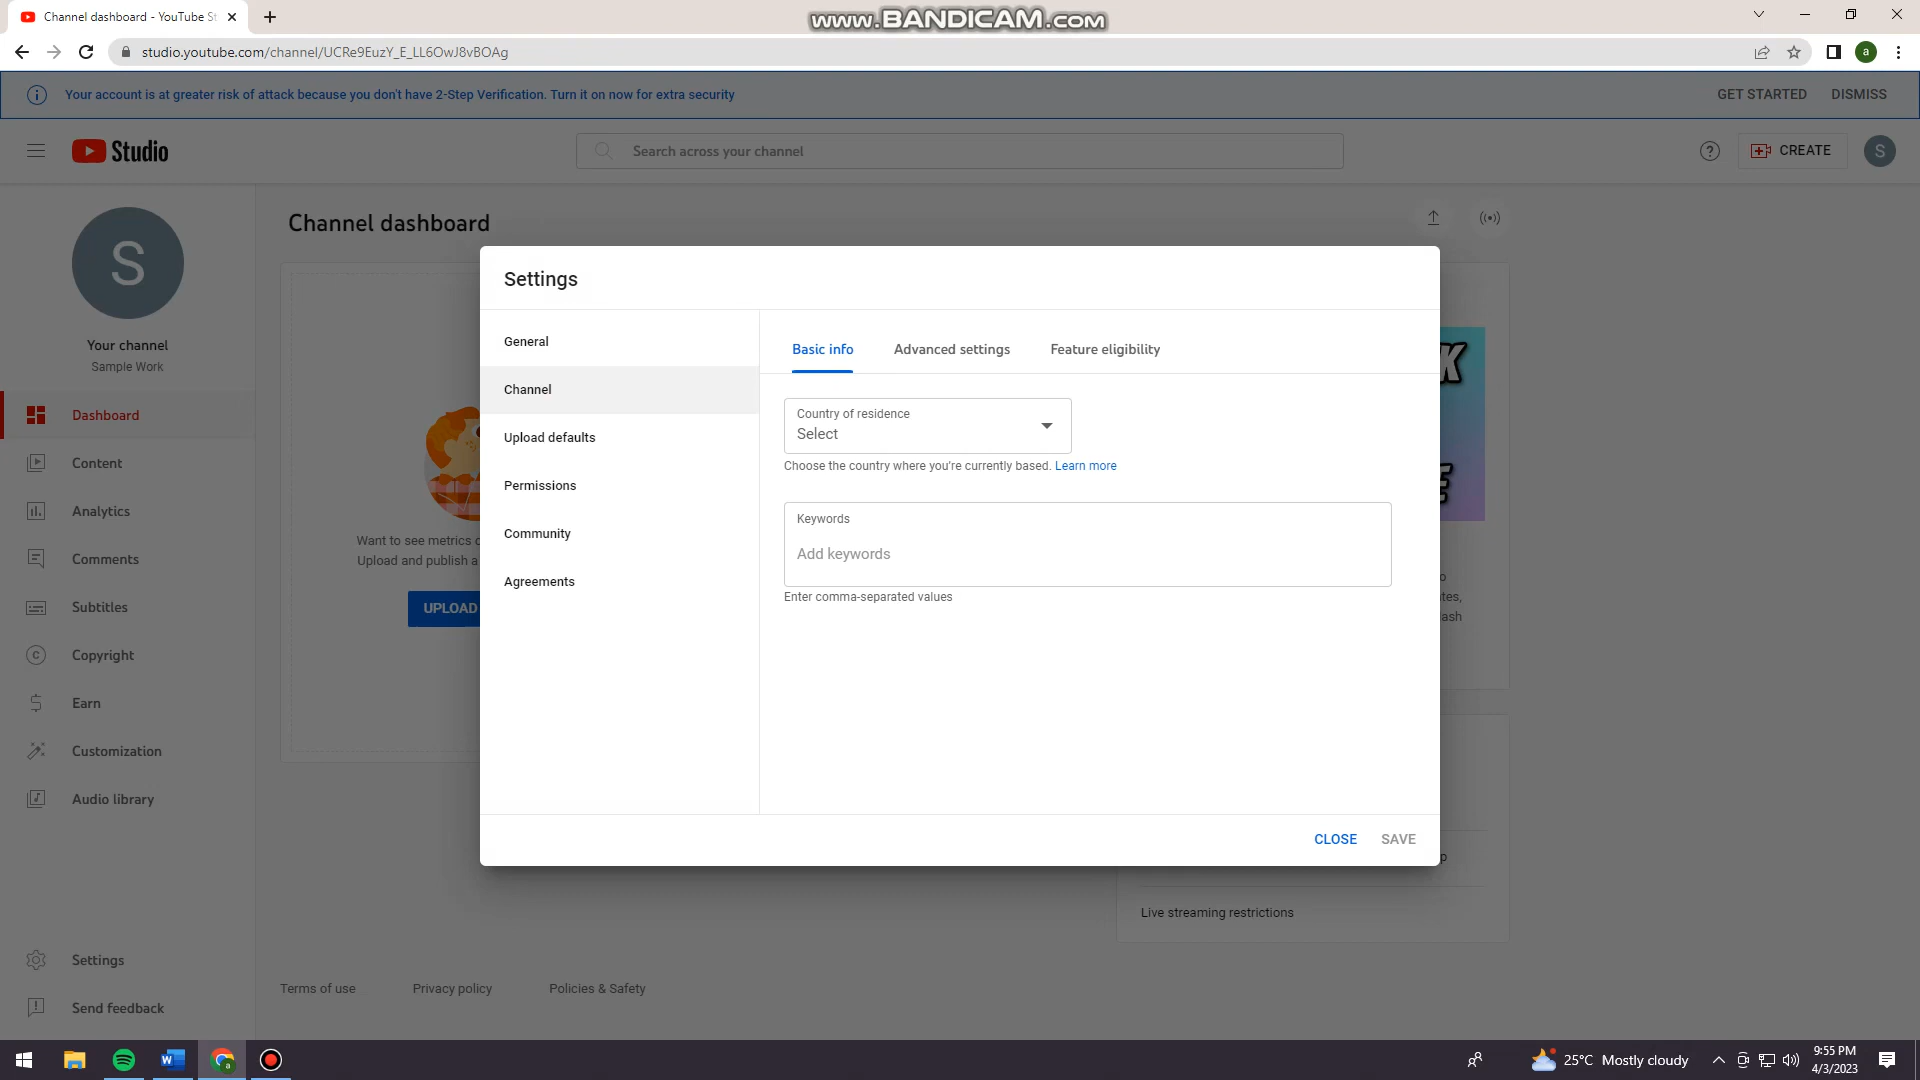 Channel dashboard - YouTube St
www.BANDICAM.com
studio.youtube.com/channel/UCRe9EuzY_E_LL6OwJ8vBOAg
a
Your account is at greater risk of attack because you don't have 2-Step Verification. Turn it on now for extra security
GET STARTED
DISMISS
Studio
Search across your channel
CREATE
S
S
Your channel
Sample Work
Dashboard
Content
Analytics
Comments
Subtitles
Copyright
Earn
Customization
Audio library
Settings
Send feedback
Channel dashboard
Want to see metrics
Upload and publish a
UPLOAD
Settings
General
Channel
Upload defaults
Permissions
Community
Agreements
Basic info
Advanced settings
Feature eligibility
Country of residence
Select
Choose the country where you're currently based. Learn more
Keywords
Add keywords
Enter comma-separated values
CLOSE
SAVE
K
E
o
tes,
ash
p
Live streaming restrictions
Terms of use
Privacy policy
Policies & Safety
25°C Mostly cloudy
9:55 PM
4/3/2023